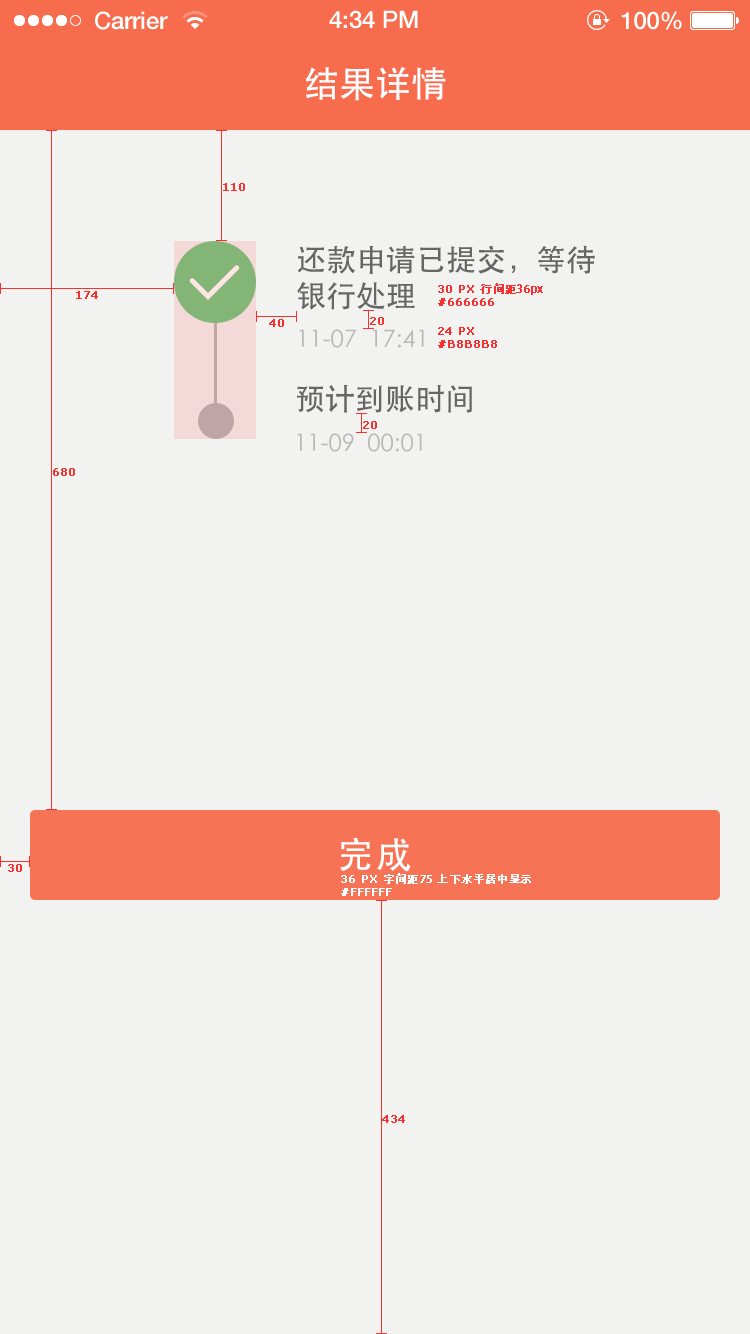 Carrier 4:34 PM 100%
结果详情
110
还款申请已提交，等待
银行处理
30 PX 行间距36px
#666666
174
40
20
11-07 17:41
24 PX
#B8B8B8
预计到账时间
20
11-09 00:01
680
完成
30
36 PX 字间距75 上下水平居中显示
#FFFFFF
434